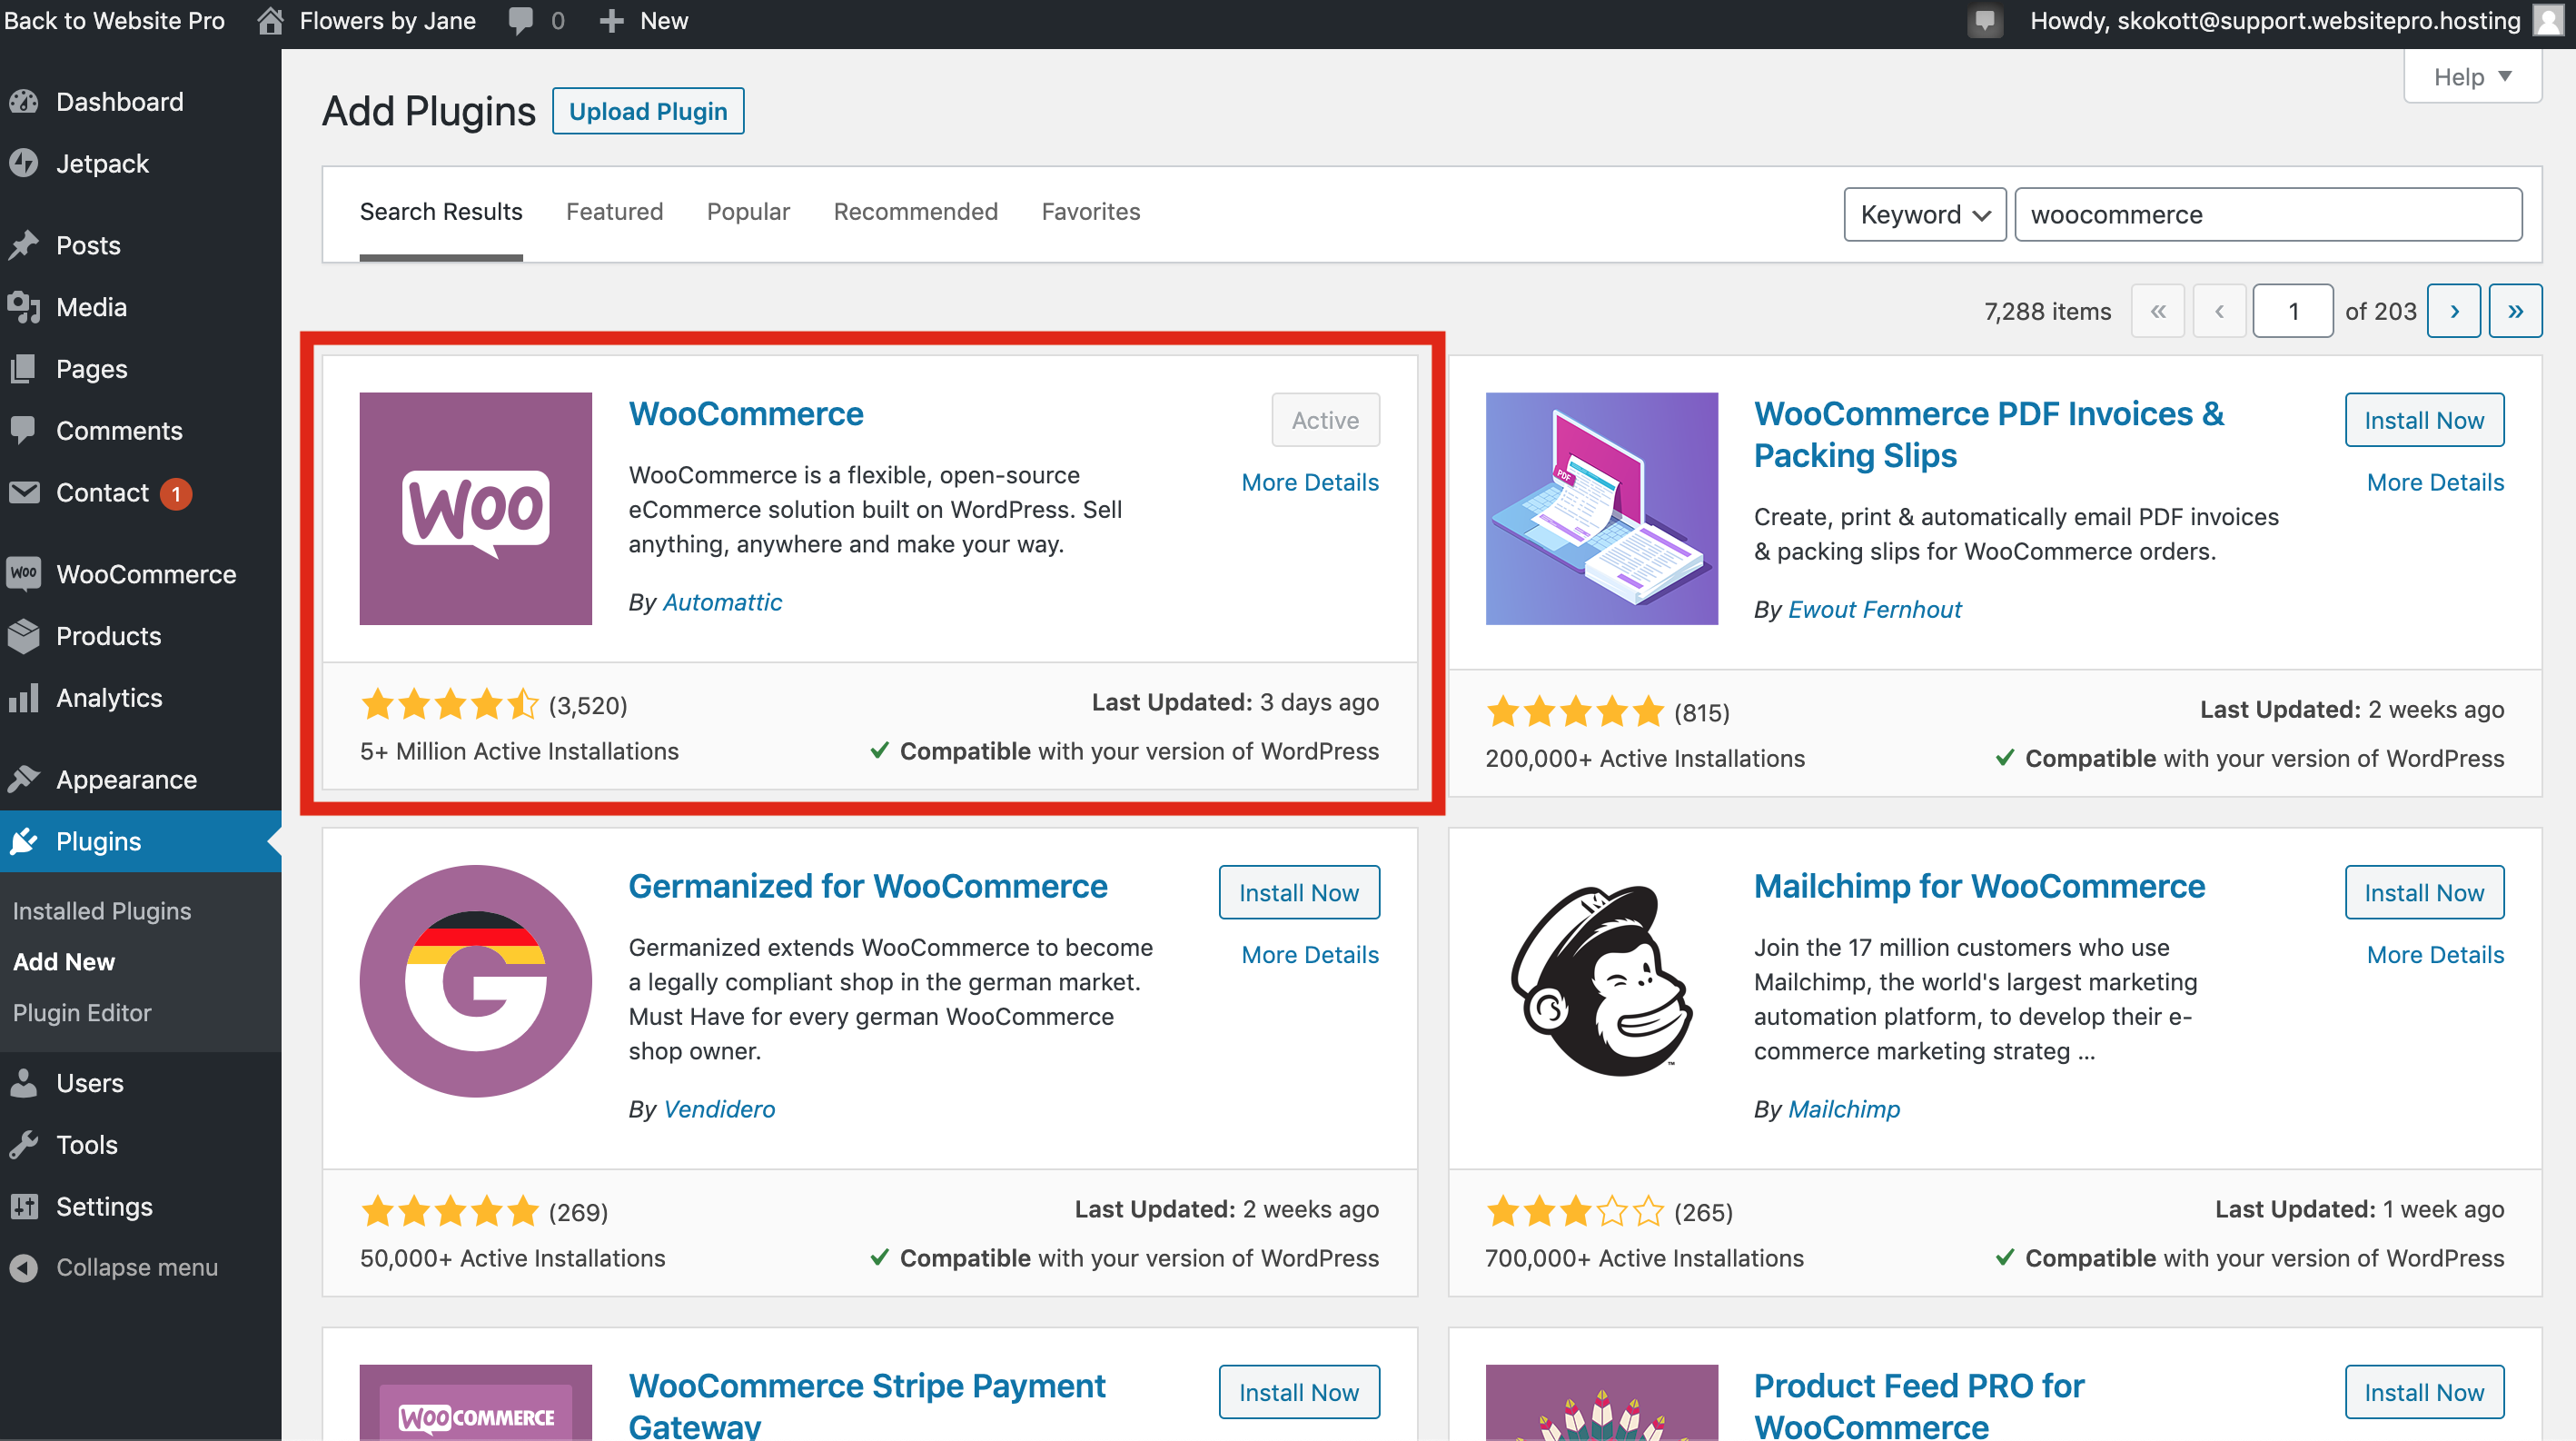 Back to Website Pro Flowers by Jane 0 + New Howdy, skokott@support.websitepro.hosting
Help ▼
Dashboard
Jetpack
Posts
Media
Pages
Comments
Contact 1
WooCommerce
Products
Analytics
Appearance
Plugins
Installed Plugins
Add New
Plugin Editor
Users
Tools
Settings
Collapse menu
Add Plugins Upload Plugin
Search Results Featured Popular Recommended Favorites Keyword woocommerce
7,288 items « ‹ 1 of 203 › »
Woo
WooCommerce
Active
More Details
WooCommerce is a flexible, open-source
eCommerce solution built on WordPress. Sell
anything, anywhere and make your way.
By Automattic
(3,520)
Last Updated: 3 days ago
5+ Million Active Installations
Compatible with your version of WordPress
PDF
WooCommerce PDF Invoices &
Packing Slips
Install Now
More Details
Create, print & automatically email PDF invoices
& packing slips for WooCommerce orders.
By Ewout Fernhout
(815)
Last Updated: 2 weeks ago
200,000+ Active Installations
Compatible with your version of WordPress
G
Germanized for WooCommerce
Install Now
More Details
Germanized extends WooCommerce to become
a legally compliant shop in the german market.
Must Have for every german WooCommerce
shop owner.
By Vendidero
(269)
Last Updated: 2 weeks ago
50,000+ Active Installations
Compatible with your version of WordPress
Mailchimp for WooCommerce
Install Now
More Details
Join the 17 million customers who use
Mailchimp, the world's largest marketing
automation platform, to develop their e-
commerce marketing strateg ...
By Mailchimp
(265)
Last Updated: 1 week ago
700,000+ Active Installations
Compatible with your version of WordPress
WOOCOMMERCE
WooCommerce Stripe Payment
Gateway
Install Now
Product Feed PRO for
WooCommerce
Install Now